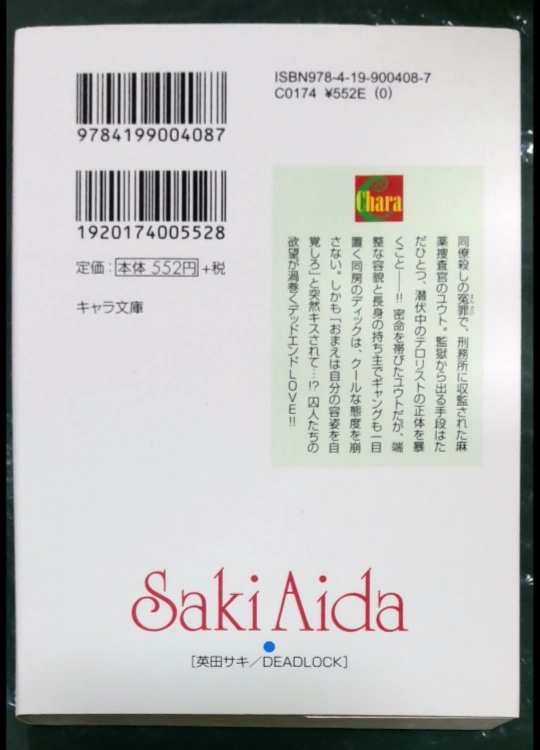 ISBN978-4-19-900408-7
C0174 ¥552E (0)
9784199004087
1920174005528
定価：本体 552円+税
キャラ文庫
Chara
同僚殺しの冤罪で、刑務所に収監された麻
薬捜査官のユウト。監獄から出る手段はた
だひとつ、潜伏中のテロリストの正体を暴
くこと——!! 密命を帯びたユウトだが、端
整な容貌と長身の持ち主でギャングも一目
置く同房のディックは、クールな態度を崩
さない。しかも「おまえは自分の容姿を自
覚しろ」と突然キスされて…!? 囚人たちの
欲望が渦巻くデッドエンドLOVE!!
Saki Aida
［英田サキ／DEADLOCK］